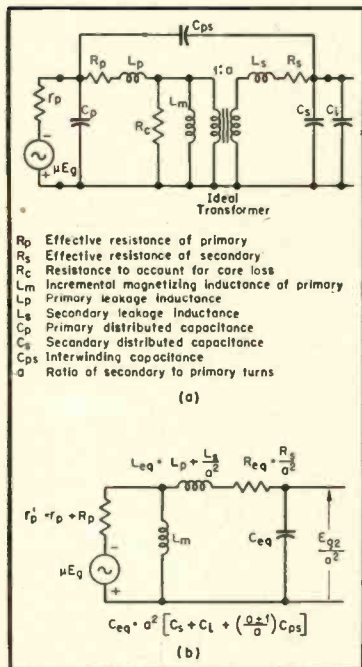 Cps
Rp Lp 1:a Ls Rs
rp Cp Rc Lm Cs Cl
μEg
Ideal
Transformer
Rp Effective resistance of primary
Rs Effective resistance of secondary
Rc Resistance to account for core loss
Lm Incremental magnetizing inductance of primary
Lp Primary leakage inductance
Ls Secondary leakage inductance
Cp Primary distributed capacitance
Cs Secondary distributed capacitance
Cps Interwinding capacitance
a Ratio of secondary to primary turns
(a)
Leq = Lp + Ls/a² Req = Rs/a²
r'p = rp + Rp
Lm Ceq Eg2/a²
μEg
Ceq = a² [Cs + Cl + ((a±1)/a) Cps]
(b)